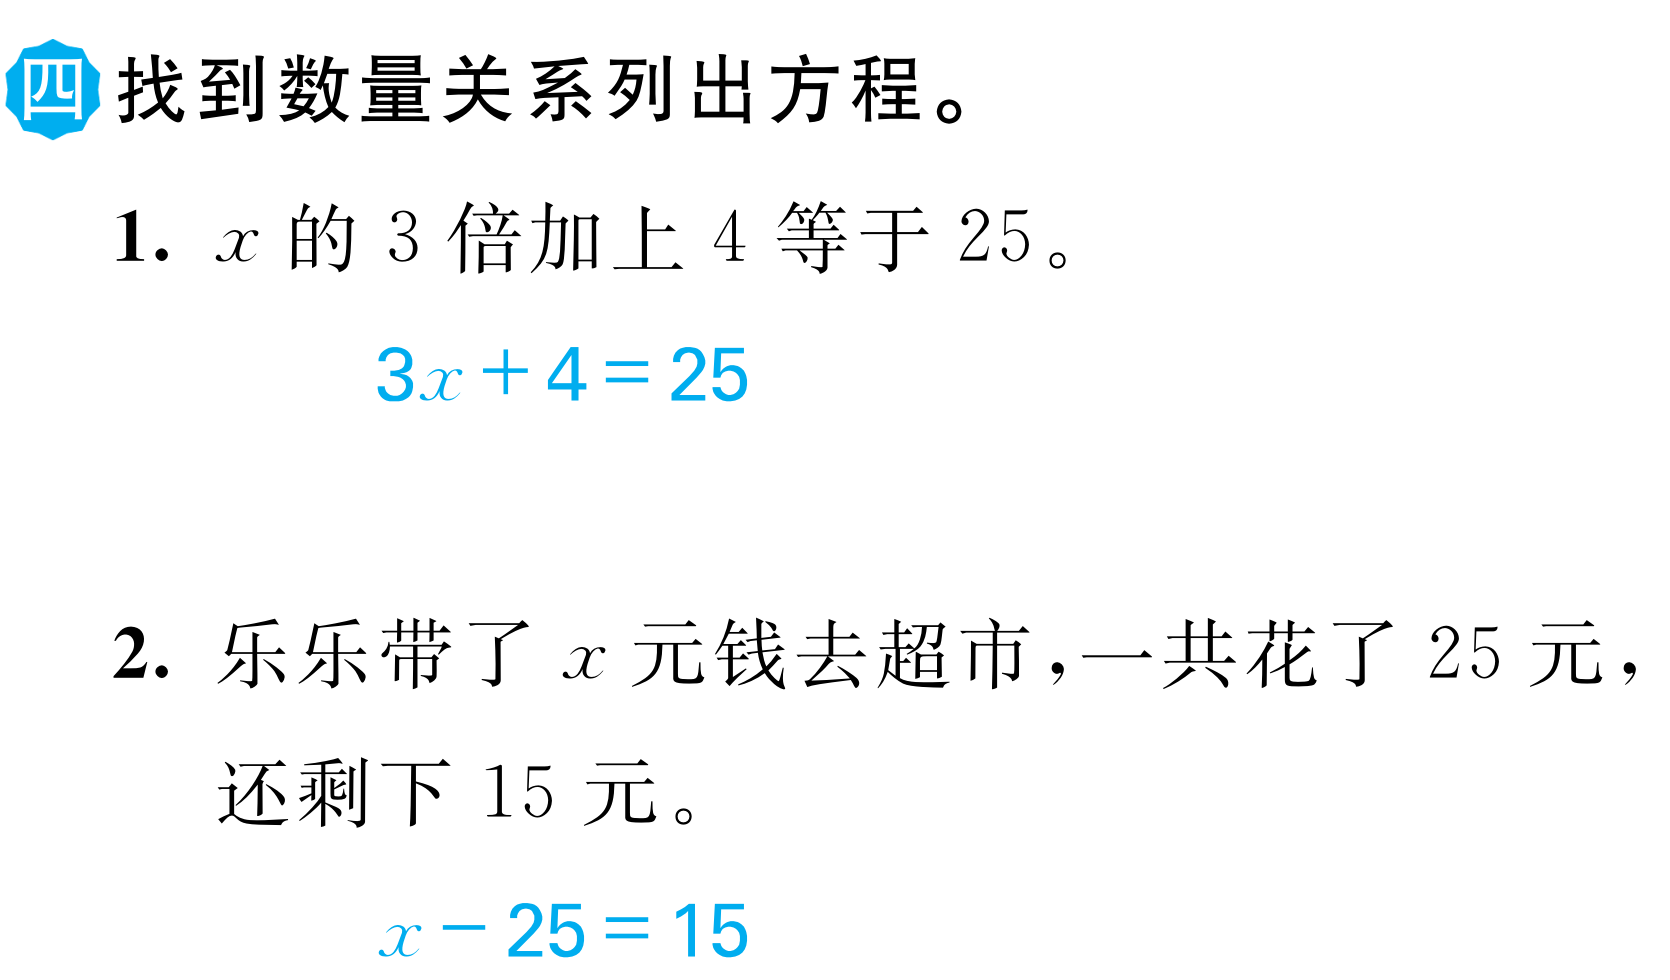 四 找到数量关系列出方程。
1. x 的 3 倍加上 4 等于 25。
3x + 4 = 25
2. 乐乐带了 x 元钱去超市,一共花了 25 元,
还剩下 15 元。
x − 25 = 15